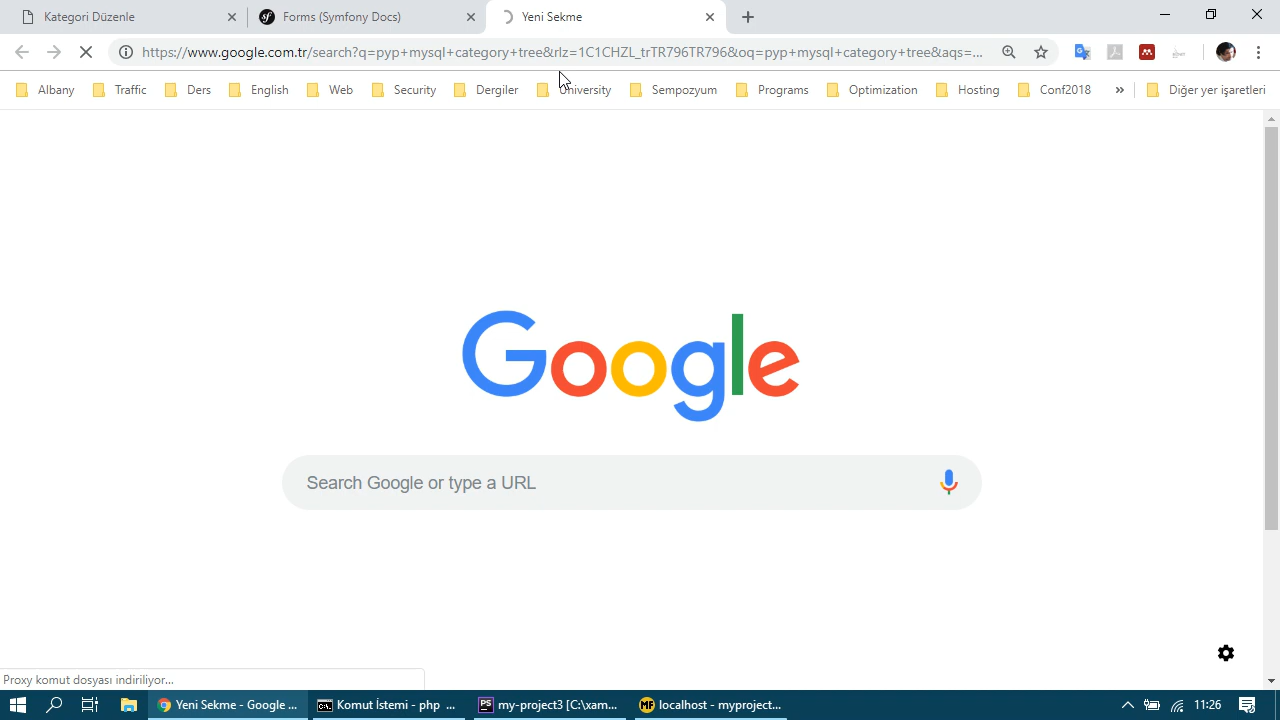 Kategori Düzenle
Forms (Symfony Docs)
Yeni Sekme
https://www.google.com.tr/search?q=pyp+mysql+category+tree&rlz=1C1CHZL_trTR796TR796&oq=pyp+mysql+category+tree&aqs=...
Albany
Traffic
Ders
English
Web
Security
Dergiler
University
Sempozyum
Programs
Optimization
Hosting
Conf2018
»
Diğer yer işaretleri
Google
Search Google or type a URL
Proxy komut dosyası indiriliyor...
Yeni Sekme - Google ...
Komut İstemi - php ...
my-project3 [C:\xam...
localhost - myproject...
11:26